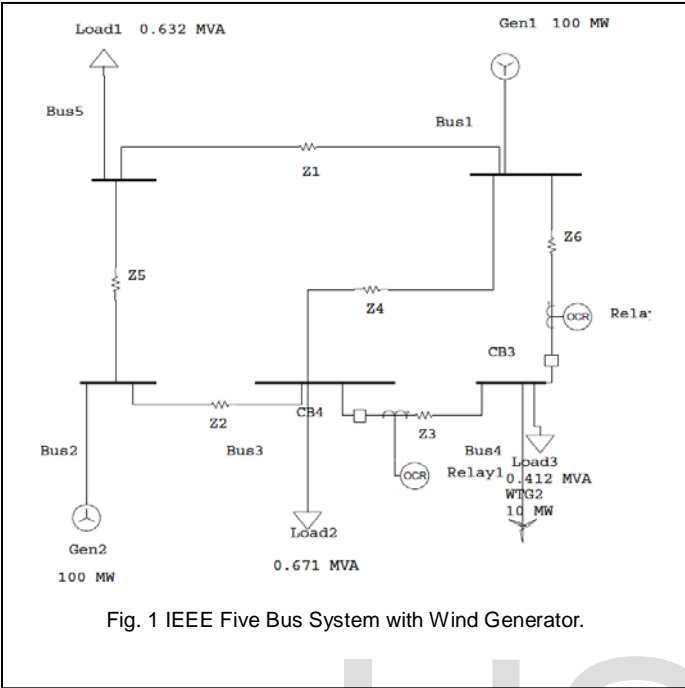 Load1 0.632 MVA
Gen1 100 MW
Bus5
Bus1
Z1
Z6
Z5
Z4
OCR
CB3
Z2
CB4
Z3
Bus2
Bus3
Bus4
Load3
OCR
Relay1
0.412 MVA
WTG2
10 MW
Gen2
Load2
100 MW
0.671 MVA
Fig. 1 IEEE Five Bus System with Wind Generator.